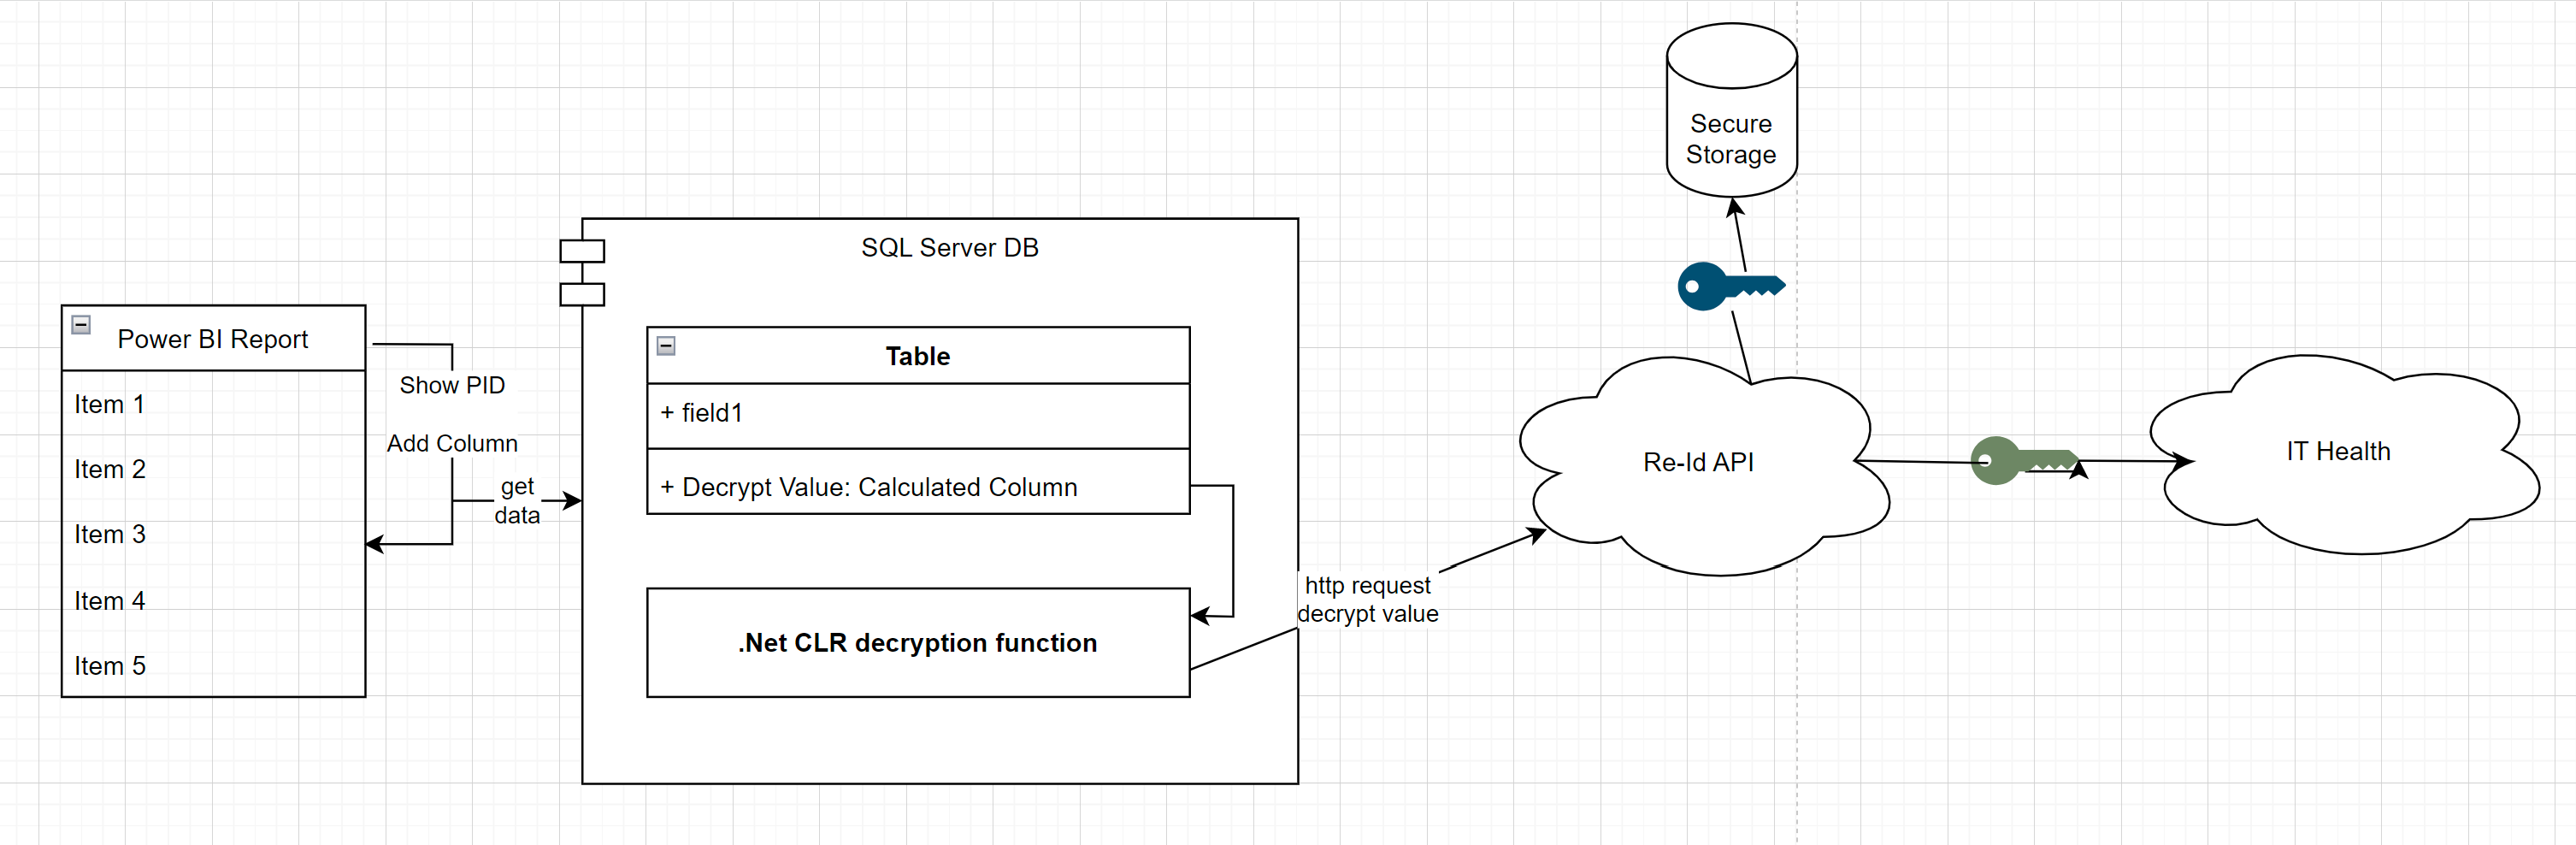 Secure
Storage
SQL Server DB
Power BI Report
Item 1
Item 2
Item 3
Item 4
Item 5
Show PID
Add Column
get
data
Table
+ field1
+ Decrypt Value: Calculated Column
.Net CLR decryption function
http request
decrypt value
Re-Id API
IT Health